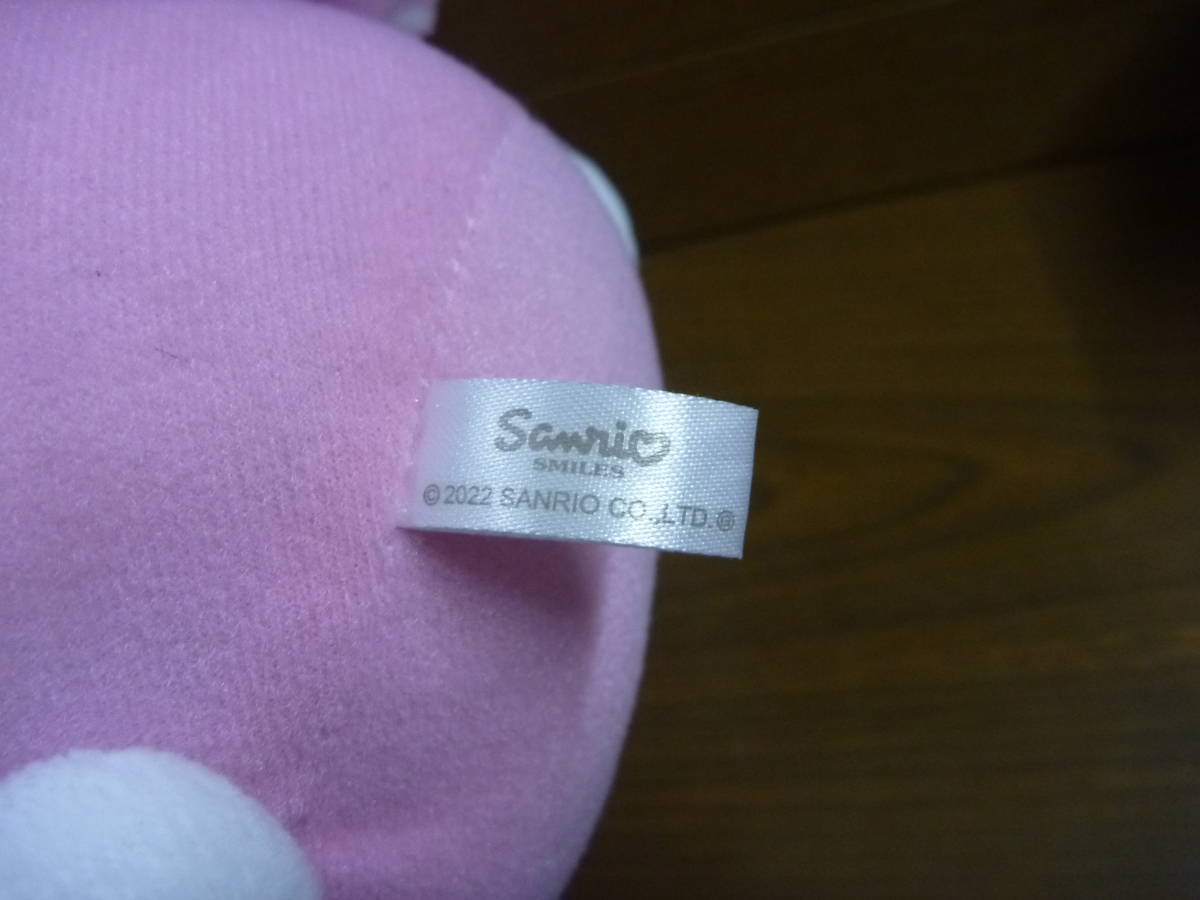 Sanrio
SMILES
© 2022 SANRIO CO.,LTD.Ⓓ